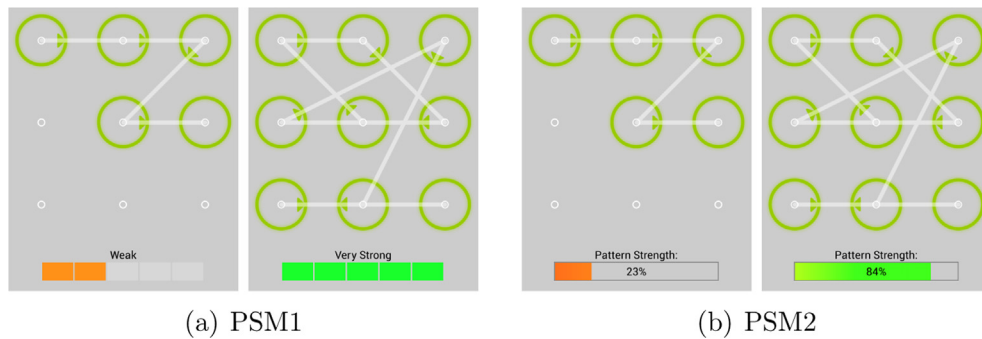 Weak
Very Strong
Pattern Strength:
23%
Pattern Strength:
84%
(a) PSM1
(b) PSM2